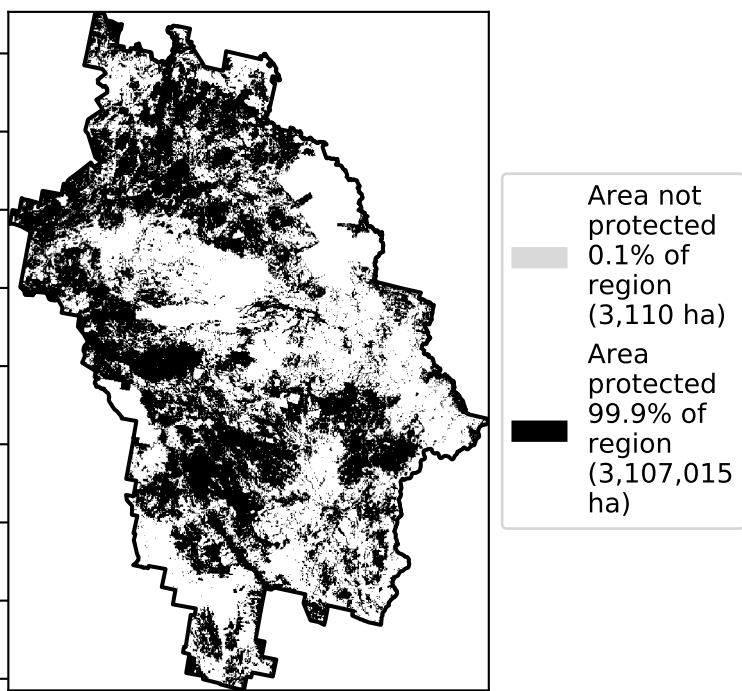 Area not
protected
0.1% of
region
(3,110 ha)
Area
protected
99.9% of
region
(3,107,015
ha)